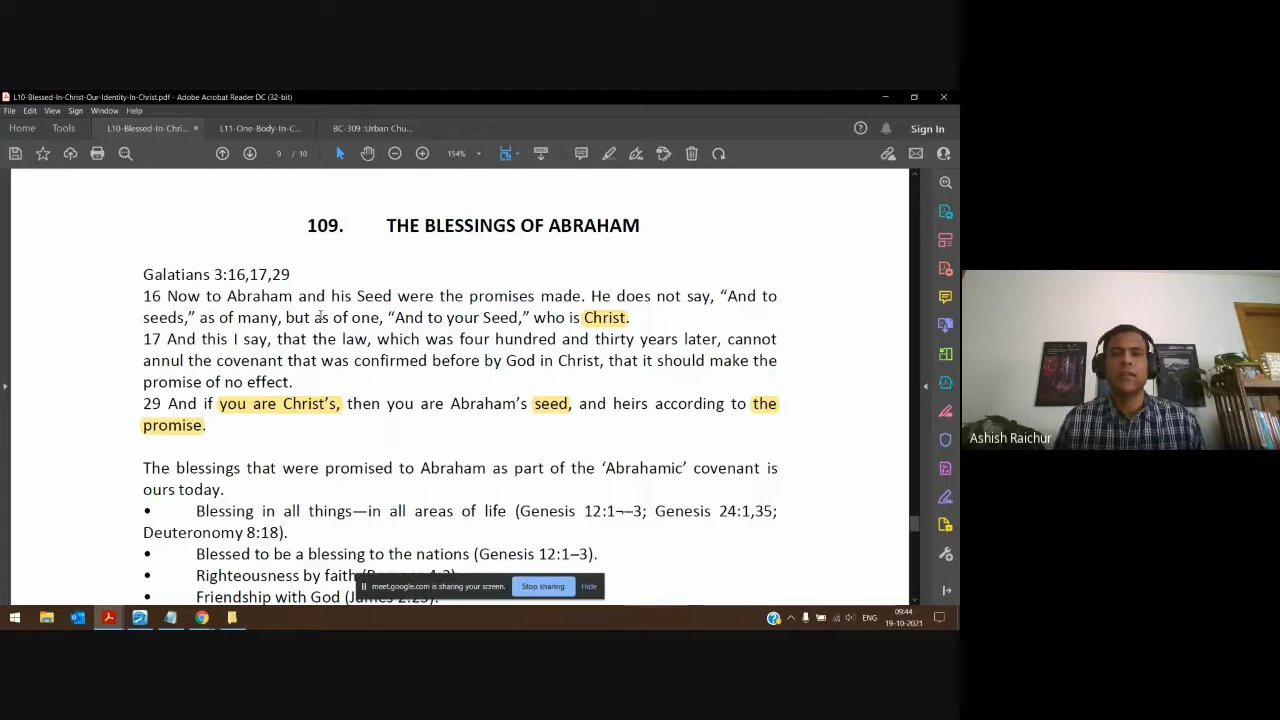 L10-Blessed-In-Christ-Our-Identity-In-Christ.pdf - Adobe Acrobat Reader DC (32-bit)
File Edit View Sign Window Help
Home Tools L10-Blessed-In-Chri... × L11-One-Body-In-C... BC-309 :Urban Chu... Sign In
9 / 10 154%
109. THE BLESSINGS OF ABRAHAM
Galatians 3:16,17,29
16 Now to Abraham and his Seed were the promises made. He does not say, “And to
seeds,” as of many, but as of one, “And to your Seed,” who is Christ.
17 And this I say, that the law, which was four hundred and thirty years later, cannot
annul the covenant that was confirmed before by God in Christ, that it should make the
promise of no effect.
29 And if you are Christ’s, then you are Abraham’s seed, and heirs according to the
promise.
The blessings that were promised to Abraham as part of the ‘Abrahamic’ covenant is
ours today.
• Blessing in all things—in all areas of life (Genesis 12:1¬–3; Genesis 24:1,35;
Deuteronomy 8:18).
• Blessed to be a blessing to the nations (Genesis 12:1–3).
• Righteousness by faith
• Friendship with God (James 2:23).
meet.google.com is sharing your screen. Stop sharing Hide
Ashish Raichur
ENG 09:44
19-10-2021